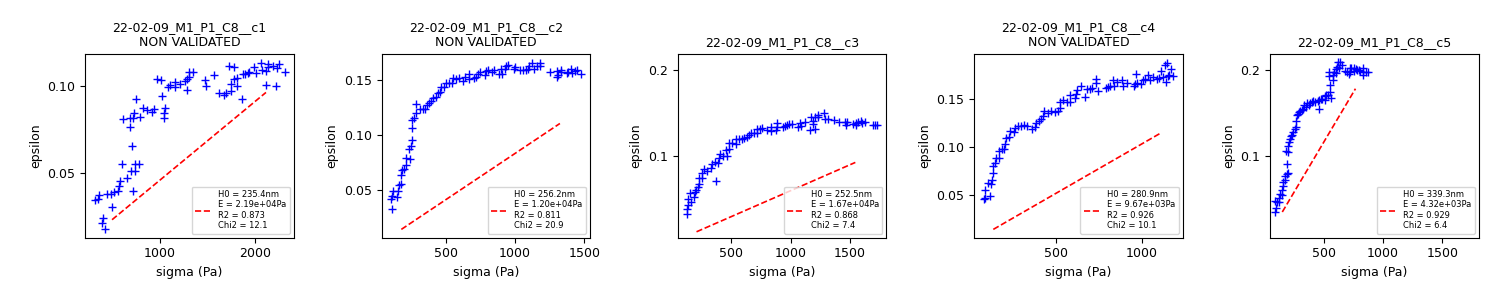 22-02-09_M1_P1_C8__c1
NON VALIDATED
epsilon
0.10
0.05
1000
2000
sigma (Pa)
H0 = 235.4nm
E = 2.19e+04Pa
R2 = 0.873
Chi2 = 12.1
22-02-09_M1_P1_C8__c2
NON VALIDATED
epsilon
0.15
0.10
0.05
500
1000
1500
sigma (Pa)
H0 = 256.2nm
E = 1.20e+04Pa
R2 = 0.811
Chi2 = 20.9
22-02-09_M1_P1_C8__c3
epsilon
0.2
0.1
500
1000
1500
sigma (Pa)
H0 = 252.5nm
E = 1.67e+04Pa
R2 = 0.868
Chi2 = 7.4
22-02-09_M1_P1_C8__c4
NON VALIDATED
epsilon
0.15
0.10
0.05
500
1000
sigma (Pa)
H0 = 280.9nm
E = 9.67e+03Pa
R2 = 0.926
Chi2 = 10.1
22-02-09_M1_P1_C8__c5
epsilon
0.2
0.1
500
1000
1500
sigma (Pa)
H0 = 339.3nm
E = 4.32e+03Pa
R2 = 0.929
Chi2 = 6.4